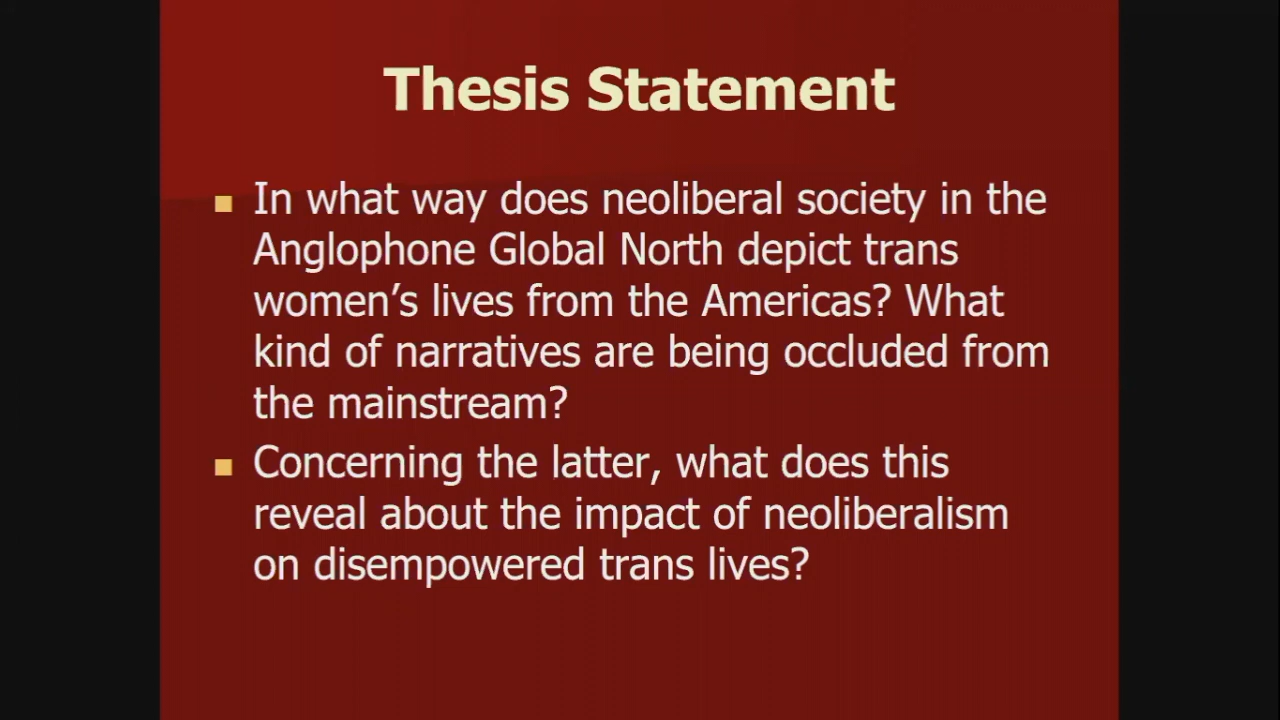 Thesis Statement
In what way does neoliberal society in the
Anglophone Global North depict trans
women’s lives from the Americas? What
kind of narratives are being occluded from
the mainstream?
Concerning the latter, what does this
reveal about the impact of neoliberalism
on disempowered trans lives?